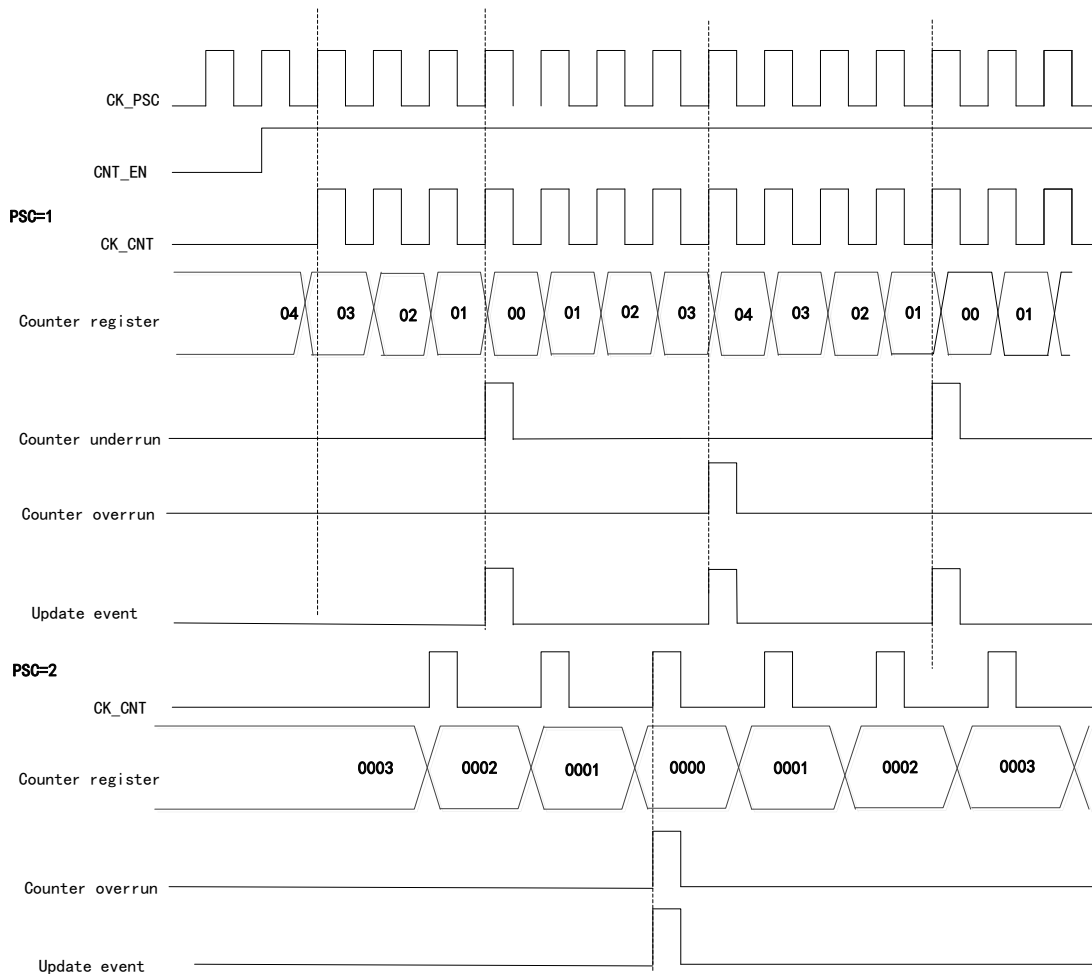 CK_PSC
CNT_EN
PSC=1
CK_CNT
Counter register 04 03 02 01 00 01 02 03 04 03 02 01 00 01
Counter underrun
Counter overrun
Update event
PSC=2
CK_CNT
Counter register 0003 0002 0001 0000 0001 0002 0003
Counter overrun
Update event